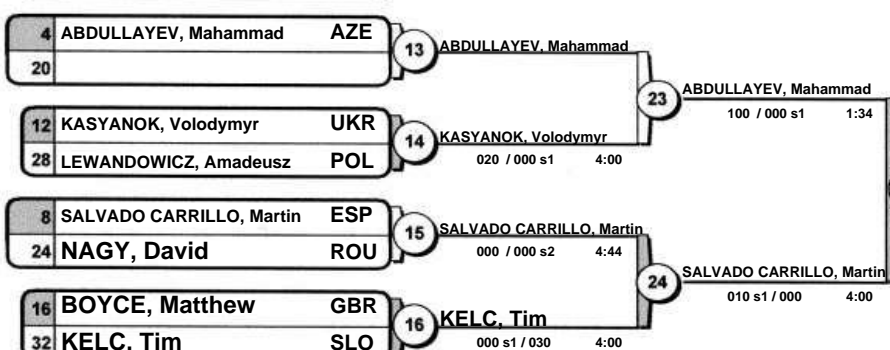 4 ABDULLAYEV, Mahammad AZE
20
13
ABDULLAYEV, Mahammad
12 KASYANOK, Volodymyr UKR
28 LEWANDOWICZ, Amadeusz POL
14
KASYANOK, Volodymyr
020 / 000 s1 4:00
23
ABDULLAYEV, Mahammad
100 / 000 s1 1:34
8 SALVADO CARRILLO, Martin ESP
24 NAGY, David ROU
15
SALVADO CARRILLO, Martin
000 / 000 s2 4:44
16 BOYCE, Matthew GBR
32 KELC, Tim SLO
16
KELC, Tim
000 s1 / 030 4:00
24
SALVADO CARRILLO, Martin
010 s1 / 000 4:00